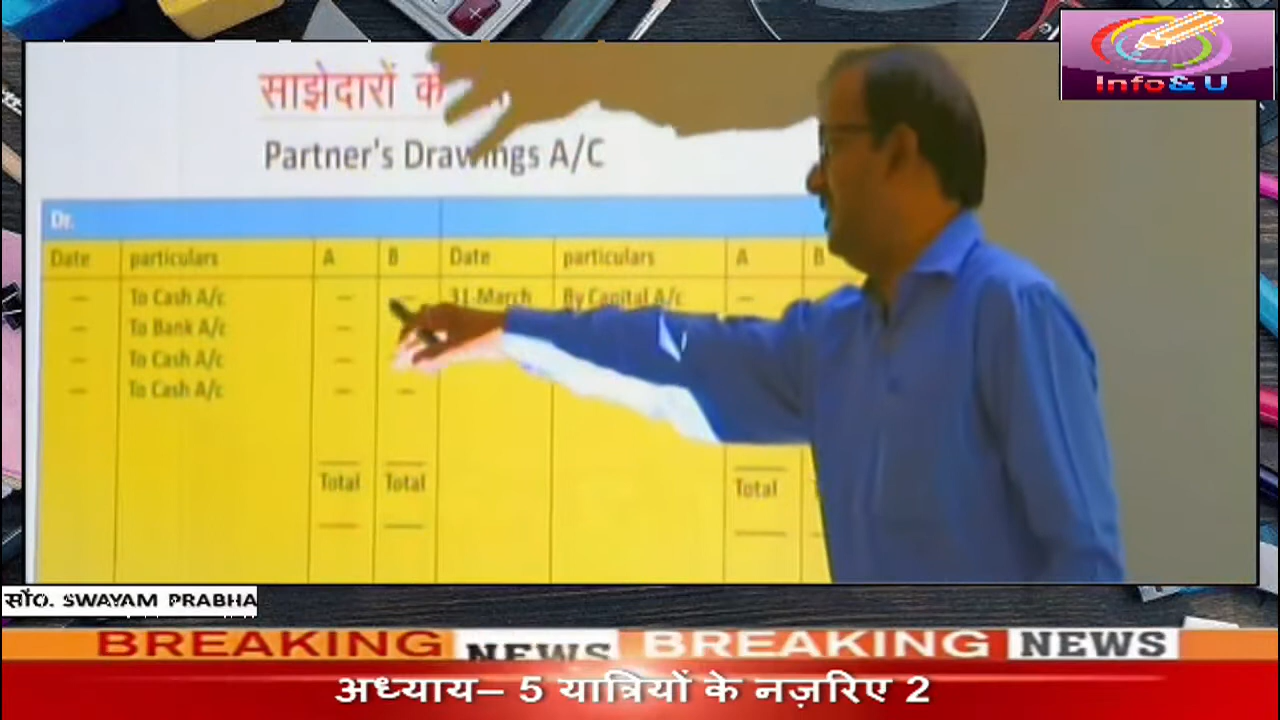 Info& U
साझेदारों के
Partner's Drawings A/C
Dr.
Date particulars A B Date particulars A B
— To Cash A/c — — 31 March By Capital A/c —
— To Bank A/c —
— To Cash A/c —
— To Cash A/c — —
Total Total Total
सौं0. SWAYAM PRABHA
BREAKING NEWS BREAKING NEWS
अध्याय– 5 यात्रियों के नज़रिए 2